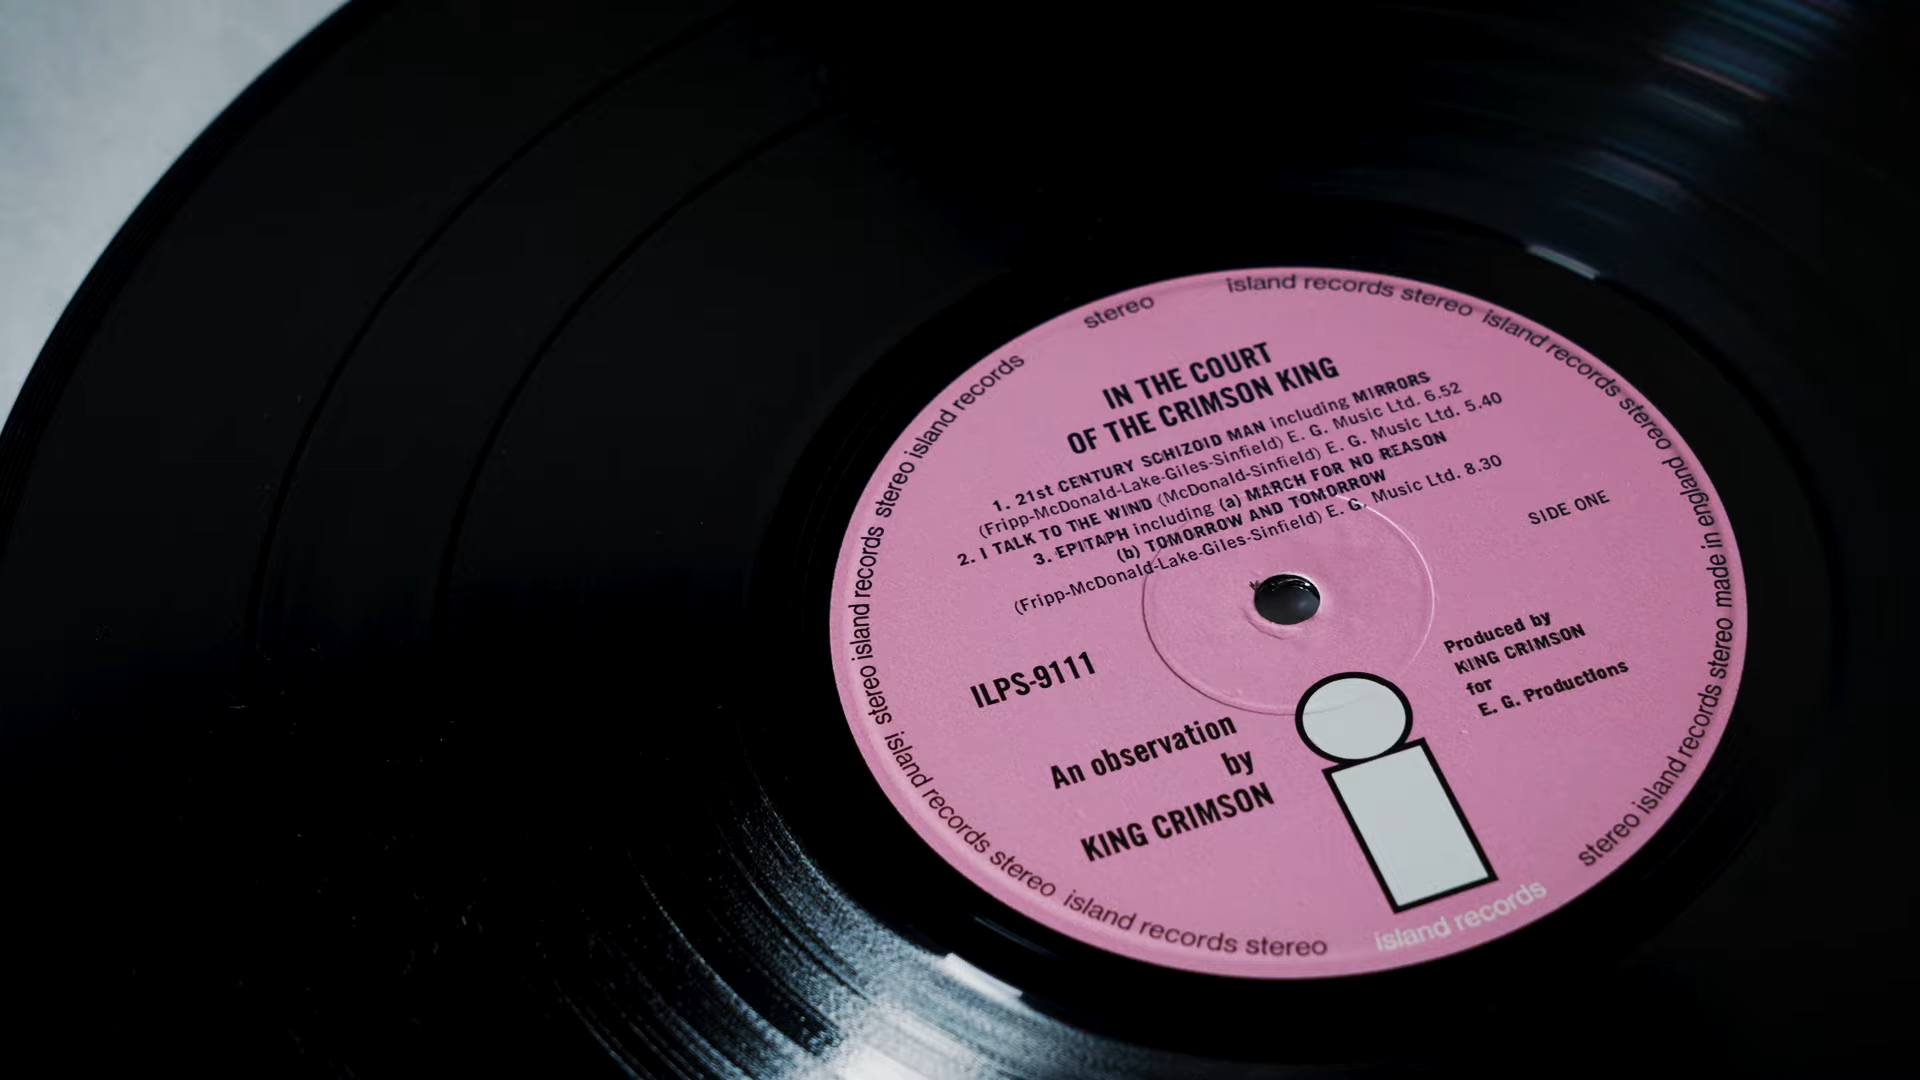 IN THE COURT
OF THE CRIMSON KING
1. 21st CENTURY SCHIZOID MAN including MIRRORS
(Fripp-McDonald-Lake-Giles-Sinfield) E. G. Music Ltd. 6.52
2. I TALK TO THE WIND (McDonald-Sinfield) E. G. Music Ltd. 5.40
3. EPITAPH including (a) MARCH FOR NO REASON
(b) TOMORROW AND TOMORROW
(Fripp-McDonald-Lake-Giles-Sinfield) E. G. Music Ltd. 8.30
SIDE ONE
ILPS-9111
Produced by
KING CRIMSON
for
E. G. Productions
An observation
by
KING CRIMSON
island records
stereo island records stereo island records stereo island records stereo island records stereo island records stereo island records stereo made in england
stereo island records